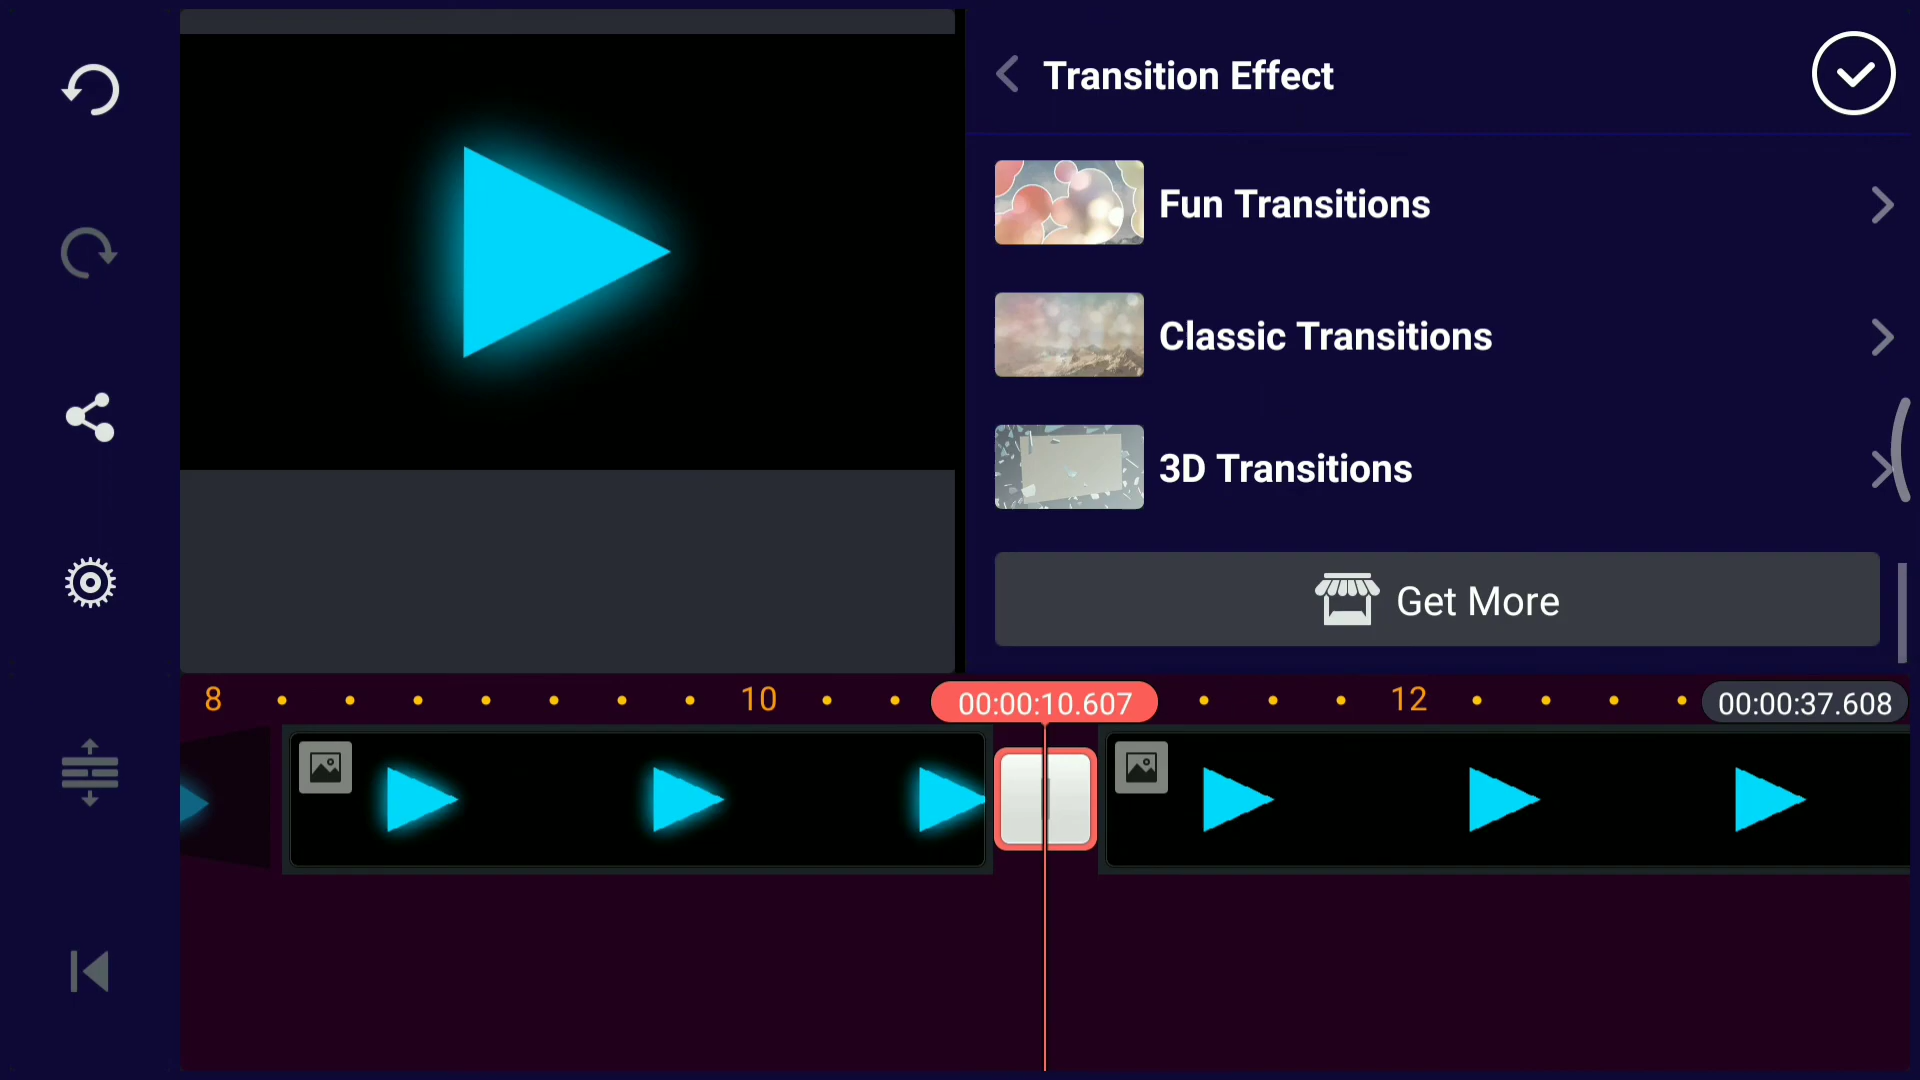 Transition Effect
Fun Transitions
Classic Transitions
3D Transitions
Get More
8 10 00:00:10.607 12 00:00:37.608